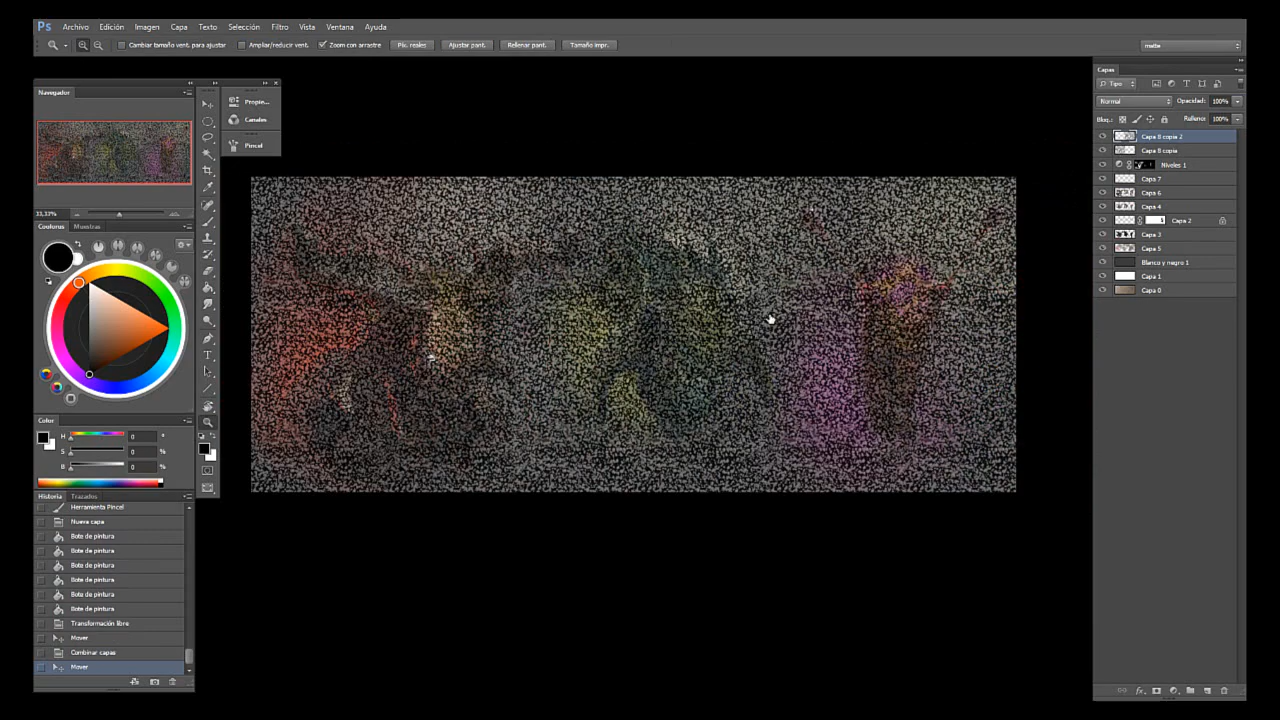 Ps Archivo Edición Imagen Capa Texto Selección Filtro Vista Ventana Ayuda
Cambiar tamaño vent. para ajustar Ampliar/reducir vent. Zoom con arrastre Píx. reales Ajustar pant. Rellenar pant. Tamaño impr. matte
Navegador
33,33%
Coolorus Muestras
Color
H 0 °
S 0 %
B 0 %
Historia Trazados
Herramienta Pincel
Nueva capa
Bote de pintura
Bote de pintura
Bote de pintura
Bote de pintura
Bote de pintura
Bote de pintura
Transformación libre
Mover
Combinar capas
Mover
Propie...
Canales
Pincel
Capas
Tipo
Normal Opacidad: 100%
Bloq.: Relleno: 100%
Capa 8 copia 2
Capa 8 copia
Niveles 1
Capa 7
Capa 6
Capa 4
Capa 2
Capa 3
Capa 5
Blanco y negro 1
Capa 1
Capa 0